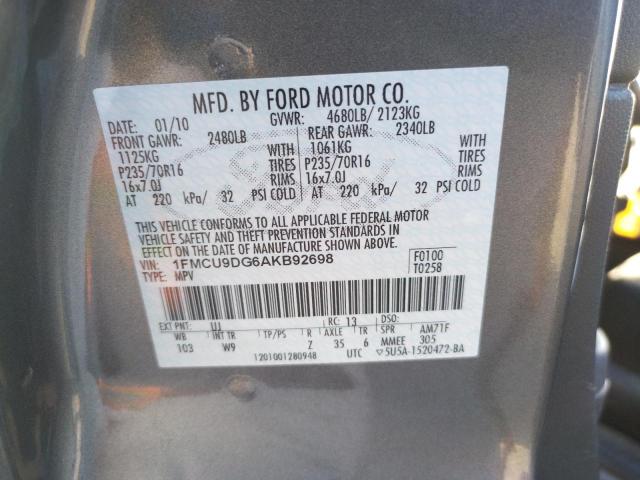 MFD. BY FORD MOTOR CO.
DATE: 01/10 GVWR: 4680LB/ 2123KG
FRONT GAWR: 2480LB REAR GAWR: 2340LB
1125KG WITH 1061KG WITH
P235/70R16 TIRES P235/70R16 TIRES
16x7.0J RIMS 16x7.0J RIMS
AT 220 kPa/ 32 PSI COLD AT 220 kPa/ 32 PSI COLD
THIS VEHICLE CONFORMS TO ALL APPLICABLE FEDERAL MOTOR
VEHICLE SAFETY AND THEFT PREVENTION STANDARDS IN
EFFECT ON THE DATE OF MANUFACTURE SHOWN ABOVE.
VIN: 1FMCU9DG6AKB92698 F0100
TYPE: MPV T0258
EXT PNT: UJ RC: 13 DSO:
WB INT TR TP/PS R AXLE TR SPR AM71F
103 W9 Z 35 6 MMEE 305
1201001280948 UTC 5U5A-1520472-BA